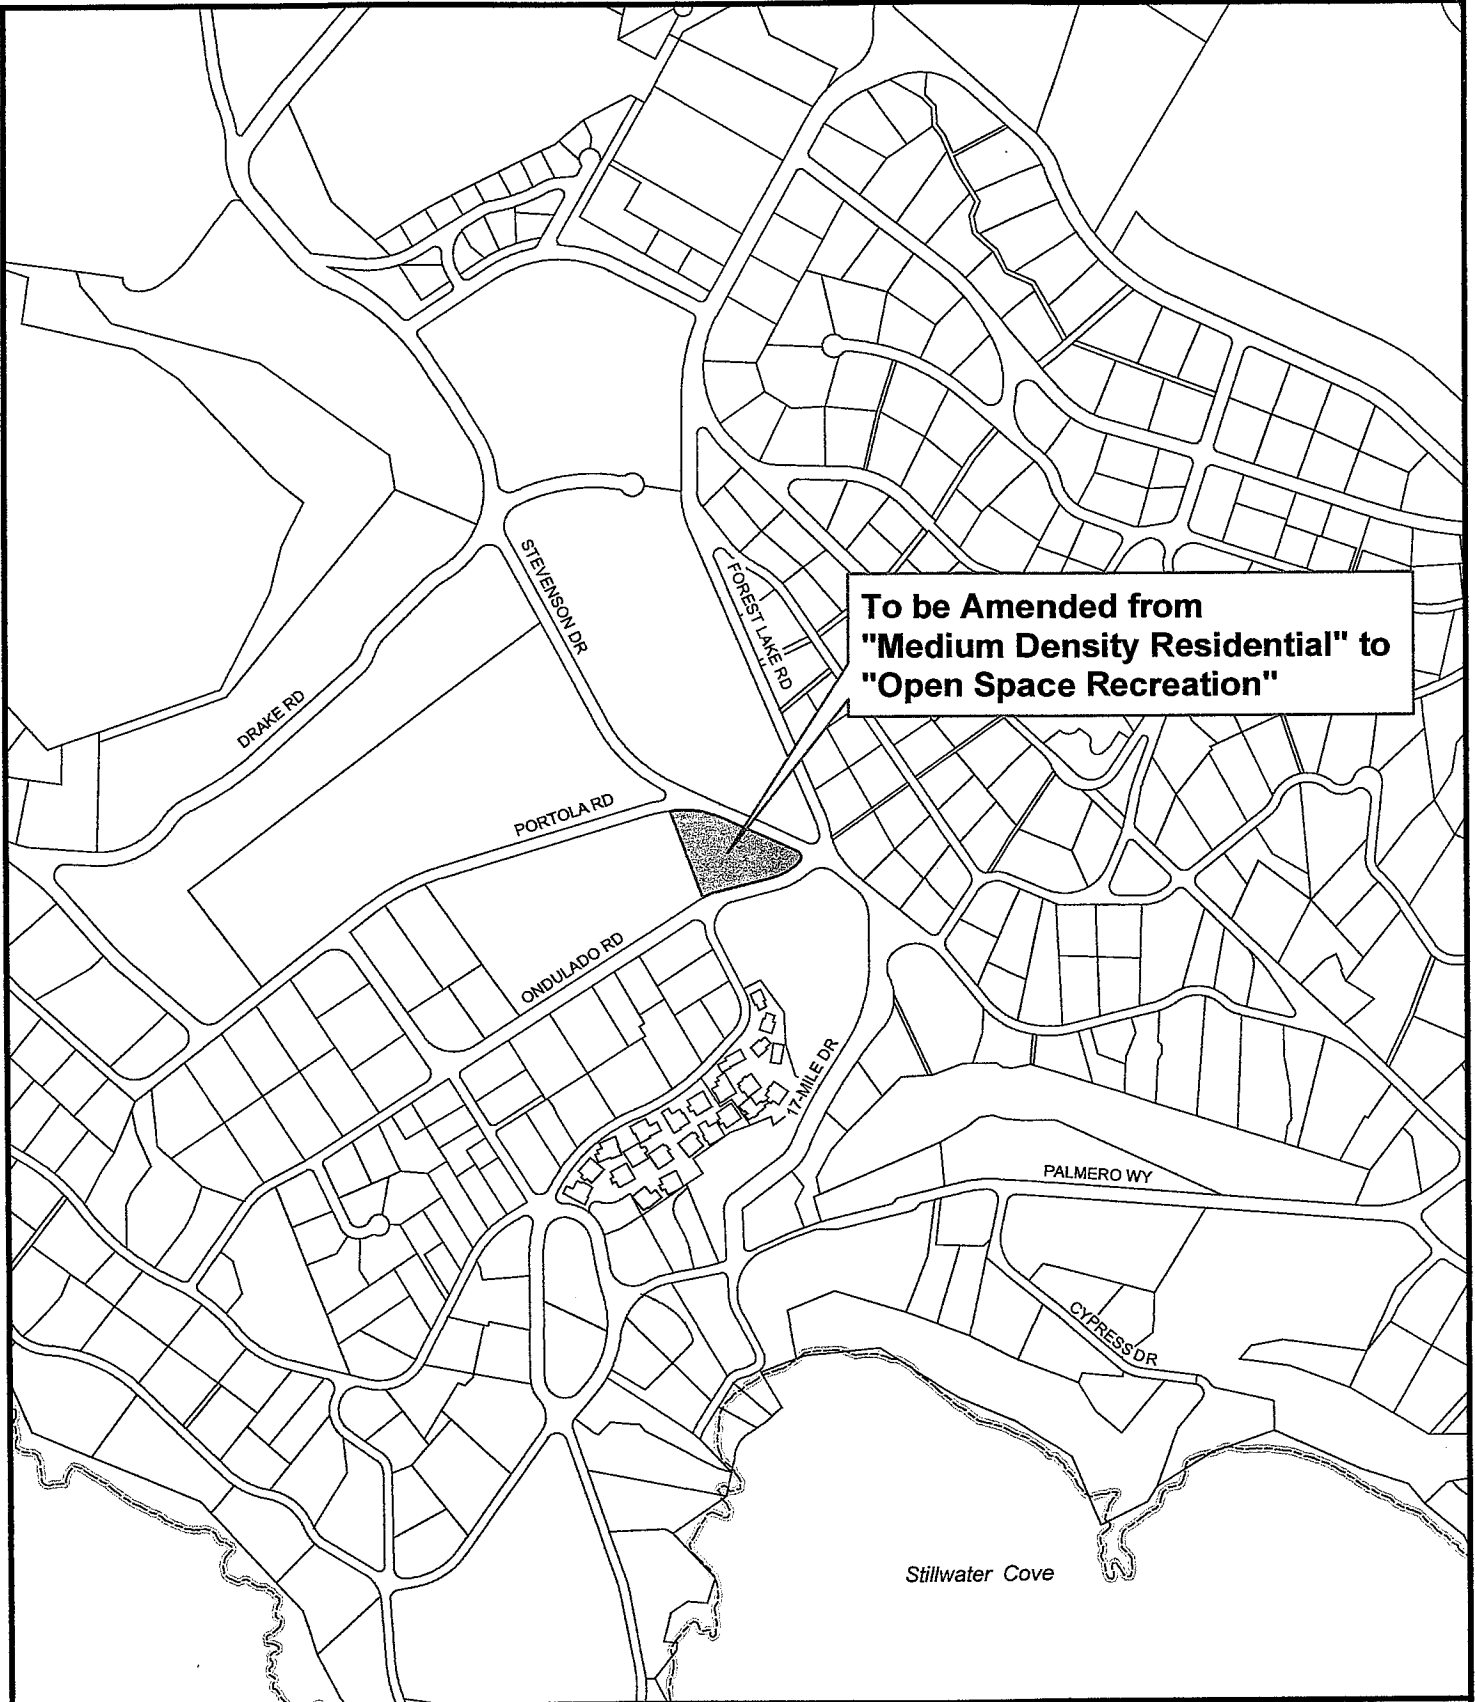 STEVENSON DR
FOREST LAKE RD
To be Amended from
"Medium Density Residential" to
"Open Space Recreation"
DRAKE RD
PORTOLA RD
ONDULADO RD
17-MILE DR
PALMERO WY
CYPRESS DR
Stillwater Cove